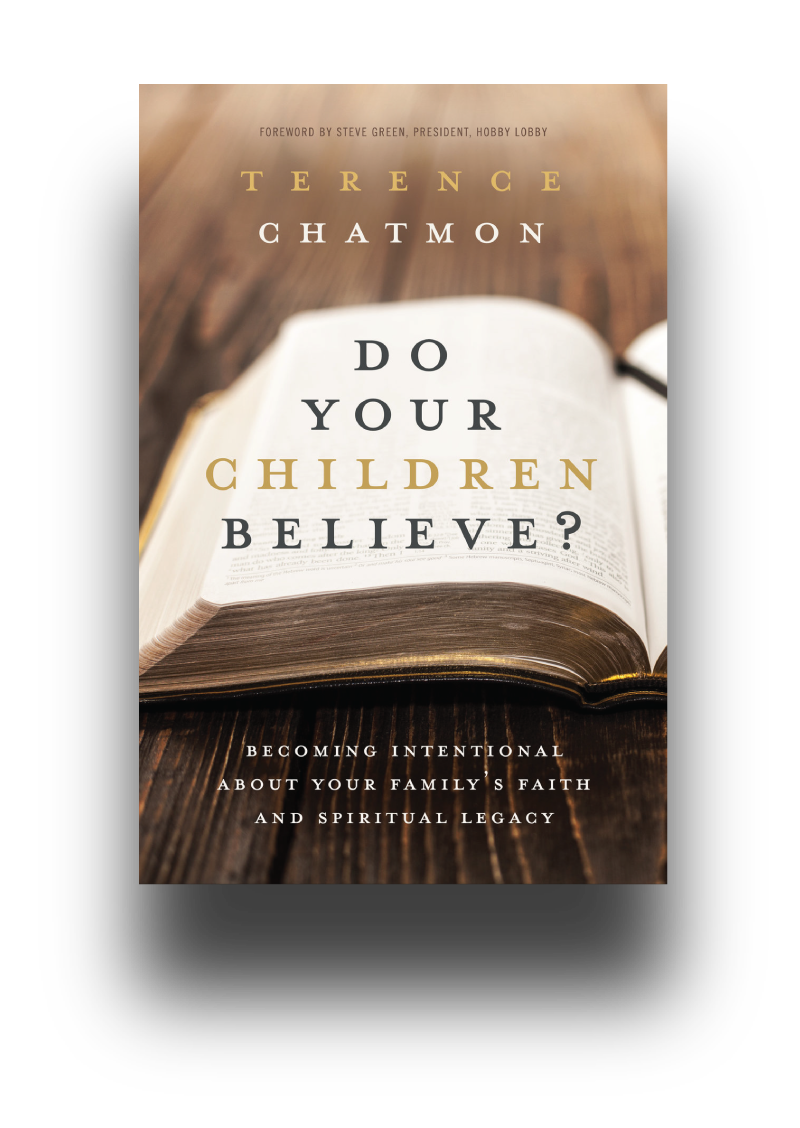 FOREWORD BY STEVE GREEN, PRESIDENT, HOBBY LOBBY
TERENCE
CHATMON
DO
YOUR
CHILDREN
BELIEVE?
BECOMING INTENTIONAL
ABOUT YOUR FAMILY'S FAITH
AND SPIRITUAL LEGACY